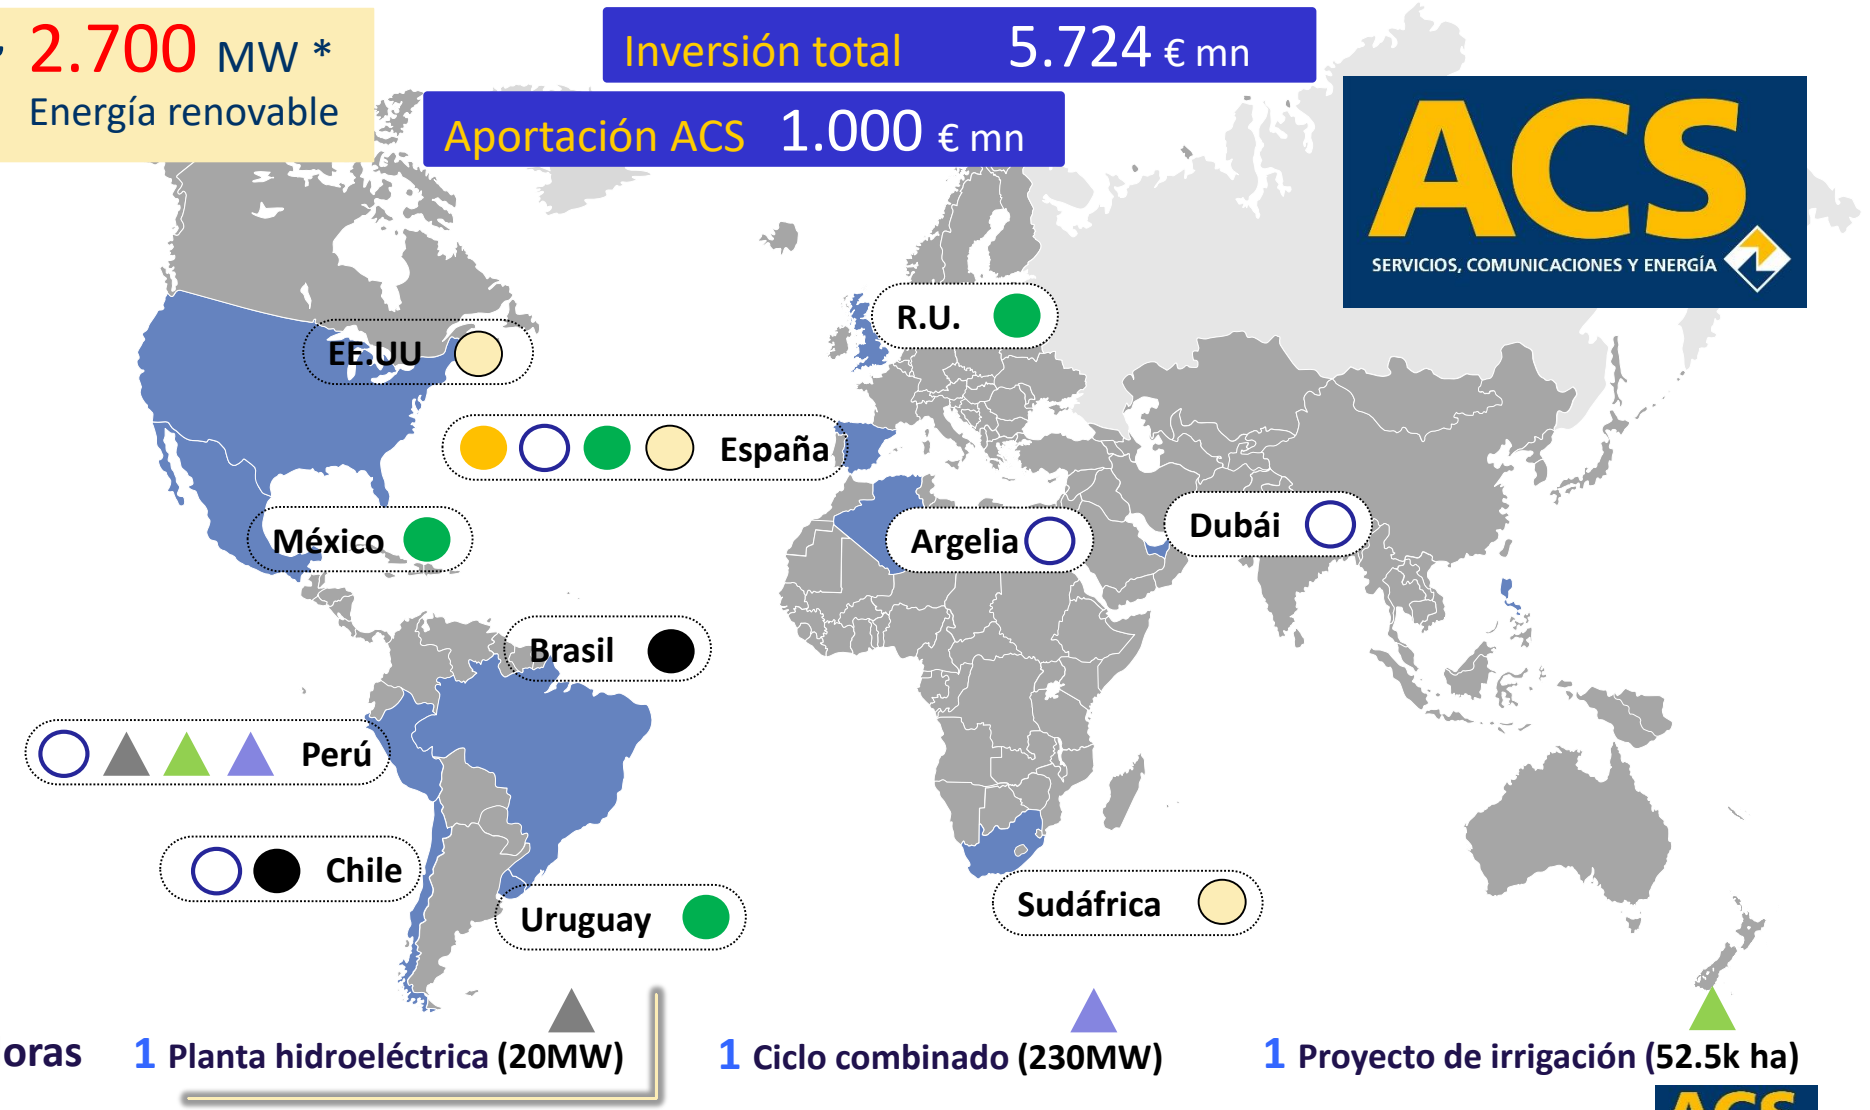 2.700 MW *
Energía renovable
Inversión total 5.724 € mn
Aportación ACS 1.000 € mn
ACS
SERVICIOS, COMUNICACIONES Y ENERGÍA
R.U.
EE.UU
España
México
Argelia
Dubái
Brasil
Perú
Chile
Uruguay
Sudáfrica
oras
1 Planta hidroeléctrica (20MW)
1 Ciclo combinado (230MW)
1 Proyecto de irrigación (52.5k ha)
ACS